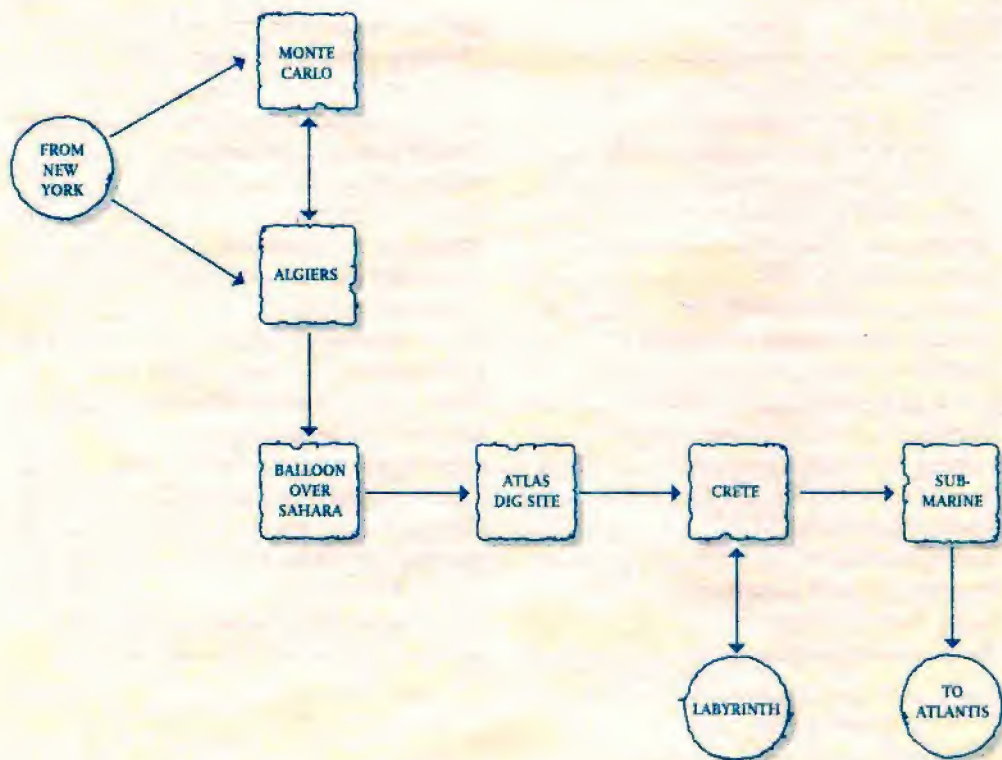 MONTE
CARLO
FROM
NEW
YORK
ALGIERS
BALLOON
OVER
SAHARA
ATLAS
DIG SITE
CRETE
SUB-
MARINE
LABYRINTH
TO
ATLANTIS